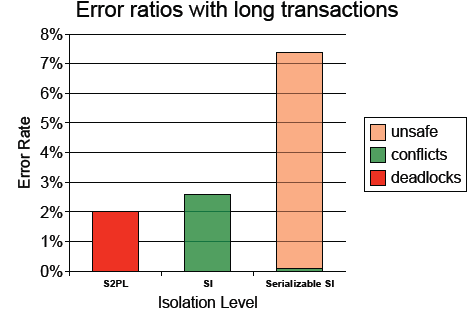 Error ratios with long transactions
8%
7%
6%
5%
4%
3%
2%
1%
0%
Error Rate
S2PL
SI
Serializable SI
Isolation Level
unsafe
conflicts
deadlocks